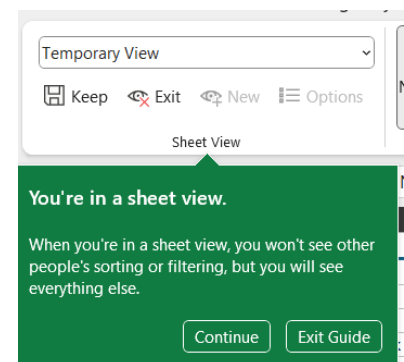 Temporary View
Keep Exit New Options
Sheet View
You're in a sheet view.
When you're in a sheet view, you won't see other
people's sorting or filtering, but you will see
everything else.
Continue Exit Guide